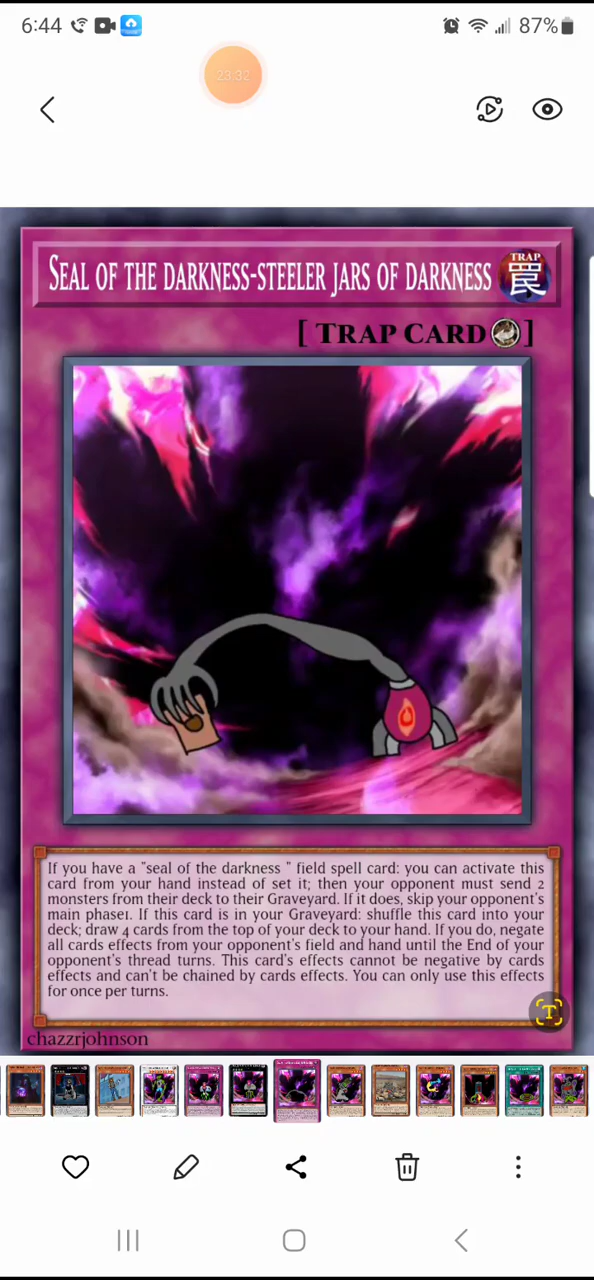 6:44
87%
23:32
SEAL OF THE DARKNESS-STEELER JARS OF DARKNESS
TRAP
罠
[ TRAP CARD ]
If you have a "seal of the darkness " field spell card: you can activate this
card from your hand instead of set it; then your opponent must send 2
monsters from their deck to their Graveyard. If it does, skip your opponent's
main phase1. If this card is in your Graveyard: shuffle this card into your
deck; draw 4 cards from the top of your deck to your hand. If you do, negate
all cards effects from your opponent's field and hand until the End of your
opponent's thread turns. This card's effects cannot be negative by cards
effects and can't be chained by cards effects. You can only use this effects
for once per turns.
T
chazzrjohnson